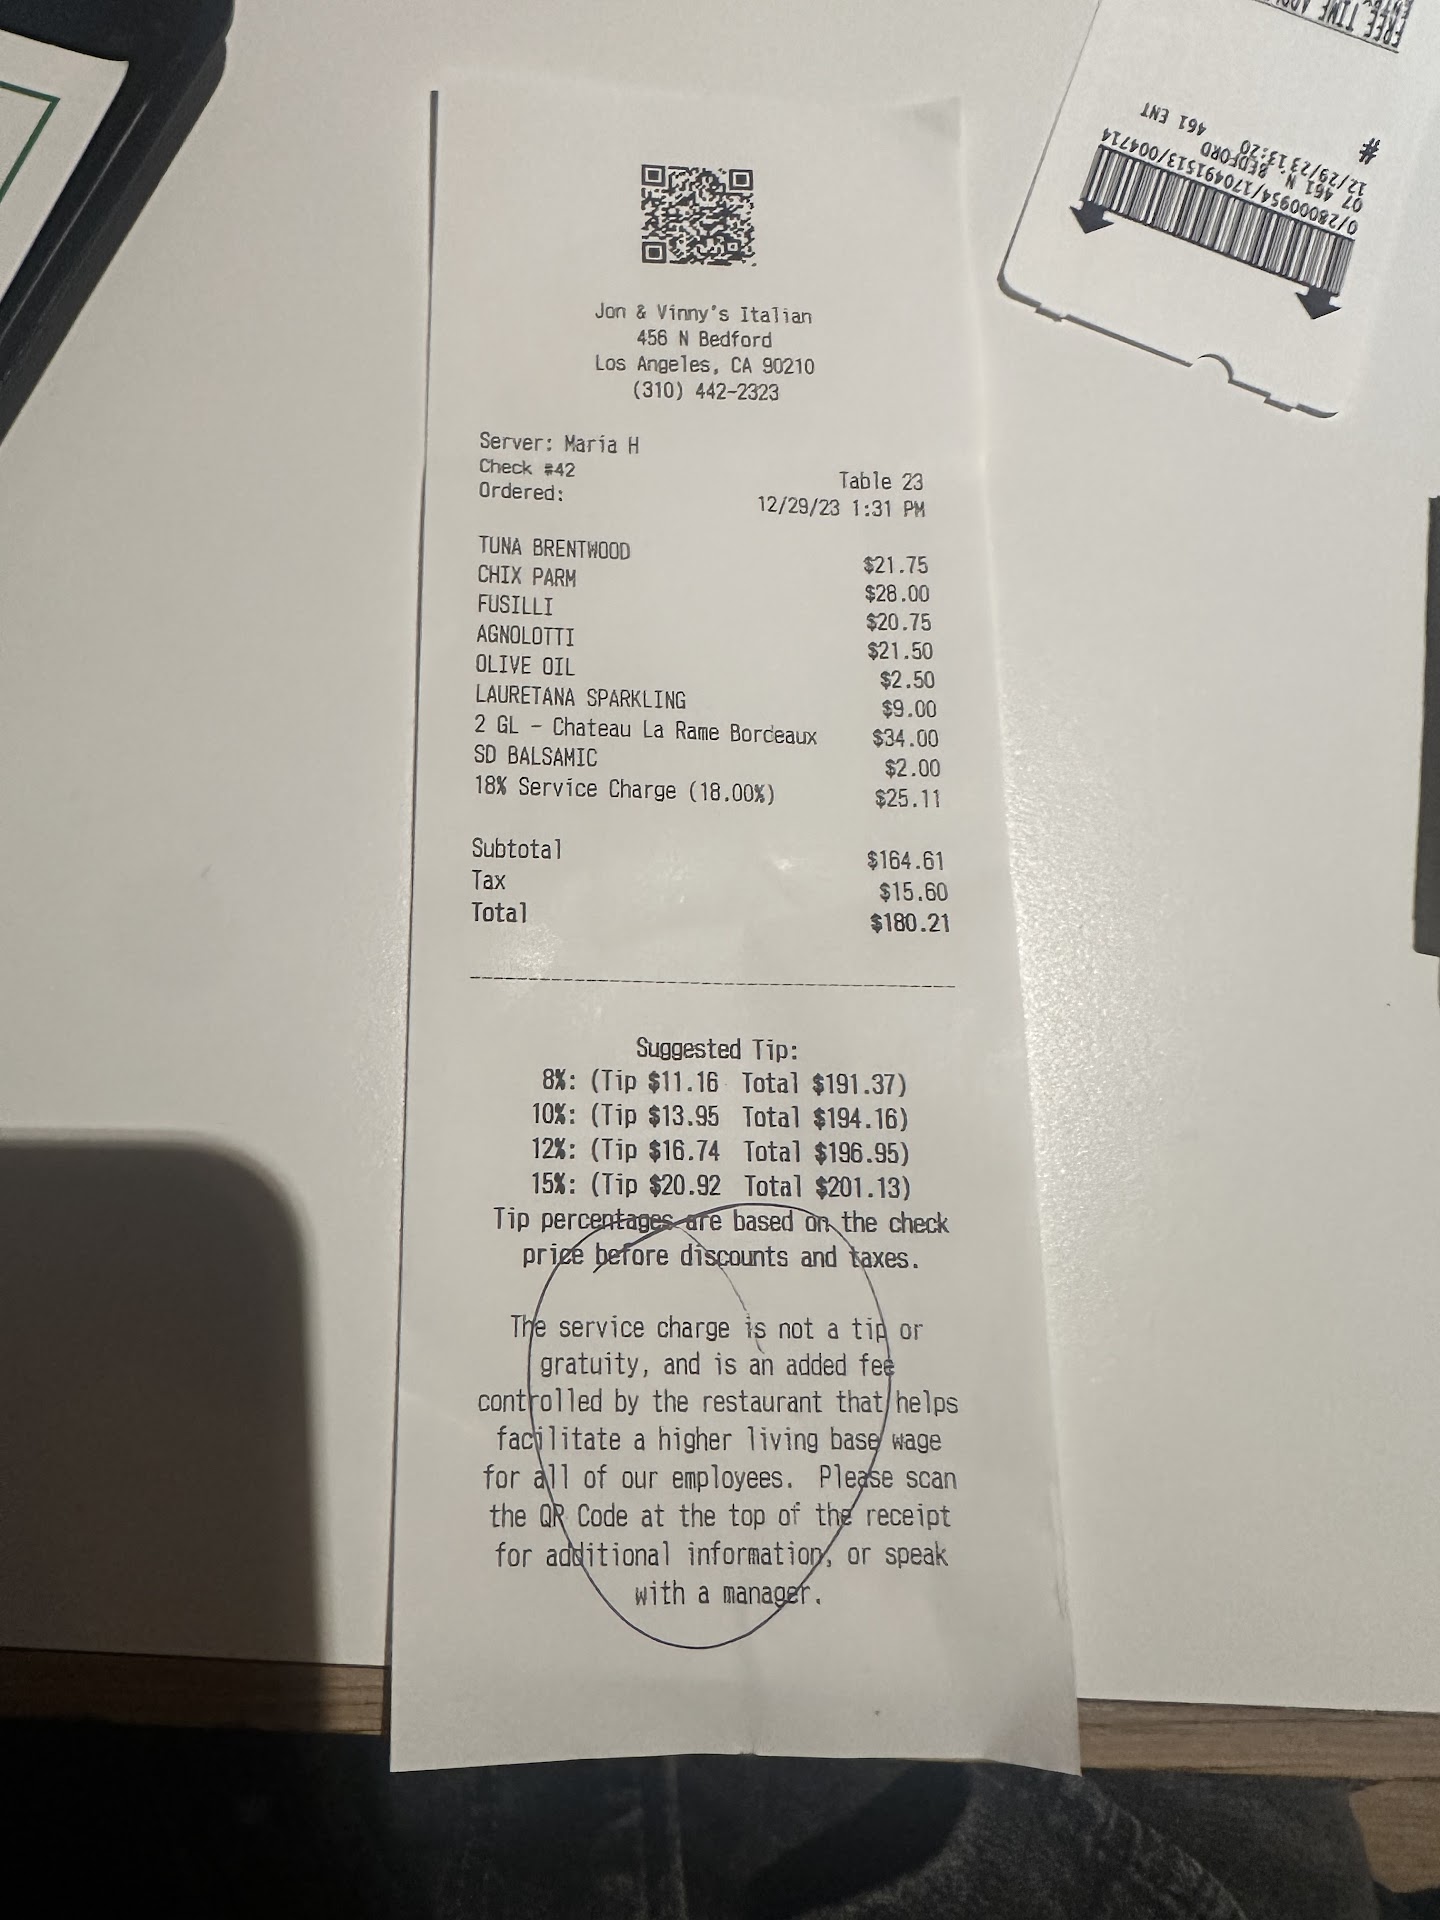 Jon & Vinny's Italian
456 N Bedford
Los Angeles, CA 90210
(310) 442-2323
Server: Maria H
Check #42 Table 23
Ordered: 12/29/23 1:31 PM
TUNA BRENTWOOD $21.75
CHIX PARM $28.00
FUSILLI $20.75
AGNOLOTTI $21.50
OLIVE OIL $2.50
LAURETANA SPARKLING $9.00
2 GL - Chateau La Rame Bordeaux $34.00
SD BALSAMIC $2.00
18% Service Charge (18.00%) $25.11
Subtotal $164.61
Tax $15.60
Total $180.21
Suggested Tip:
8%: (Tip $11.16 Total $191.37)
10%: (Tip $13.95 Total $194.16)
12%: (Tip $16.74 Total $196.95)
15%: (Tip $20.92 Total $201.13)
Tip percentages are based on the check
price before discounts and taxes.
The service charge is not a tip or
gratuity, and is an added fee
controlled by the restaurant that helps
facilitate a higher living base wage
for all of our employees. Please scan
the QR Code at the top of the receipt
for additional information, or speak
with a manager.
0/28000954/170491513/004714
07 461 N. BEDFORD 461 ENT
12/29/23 13:20
#
FREE TIME